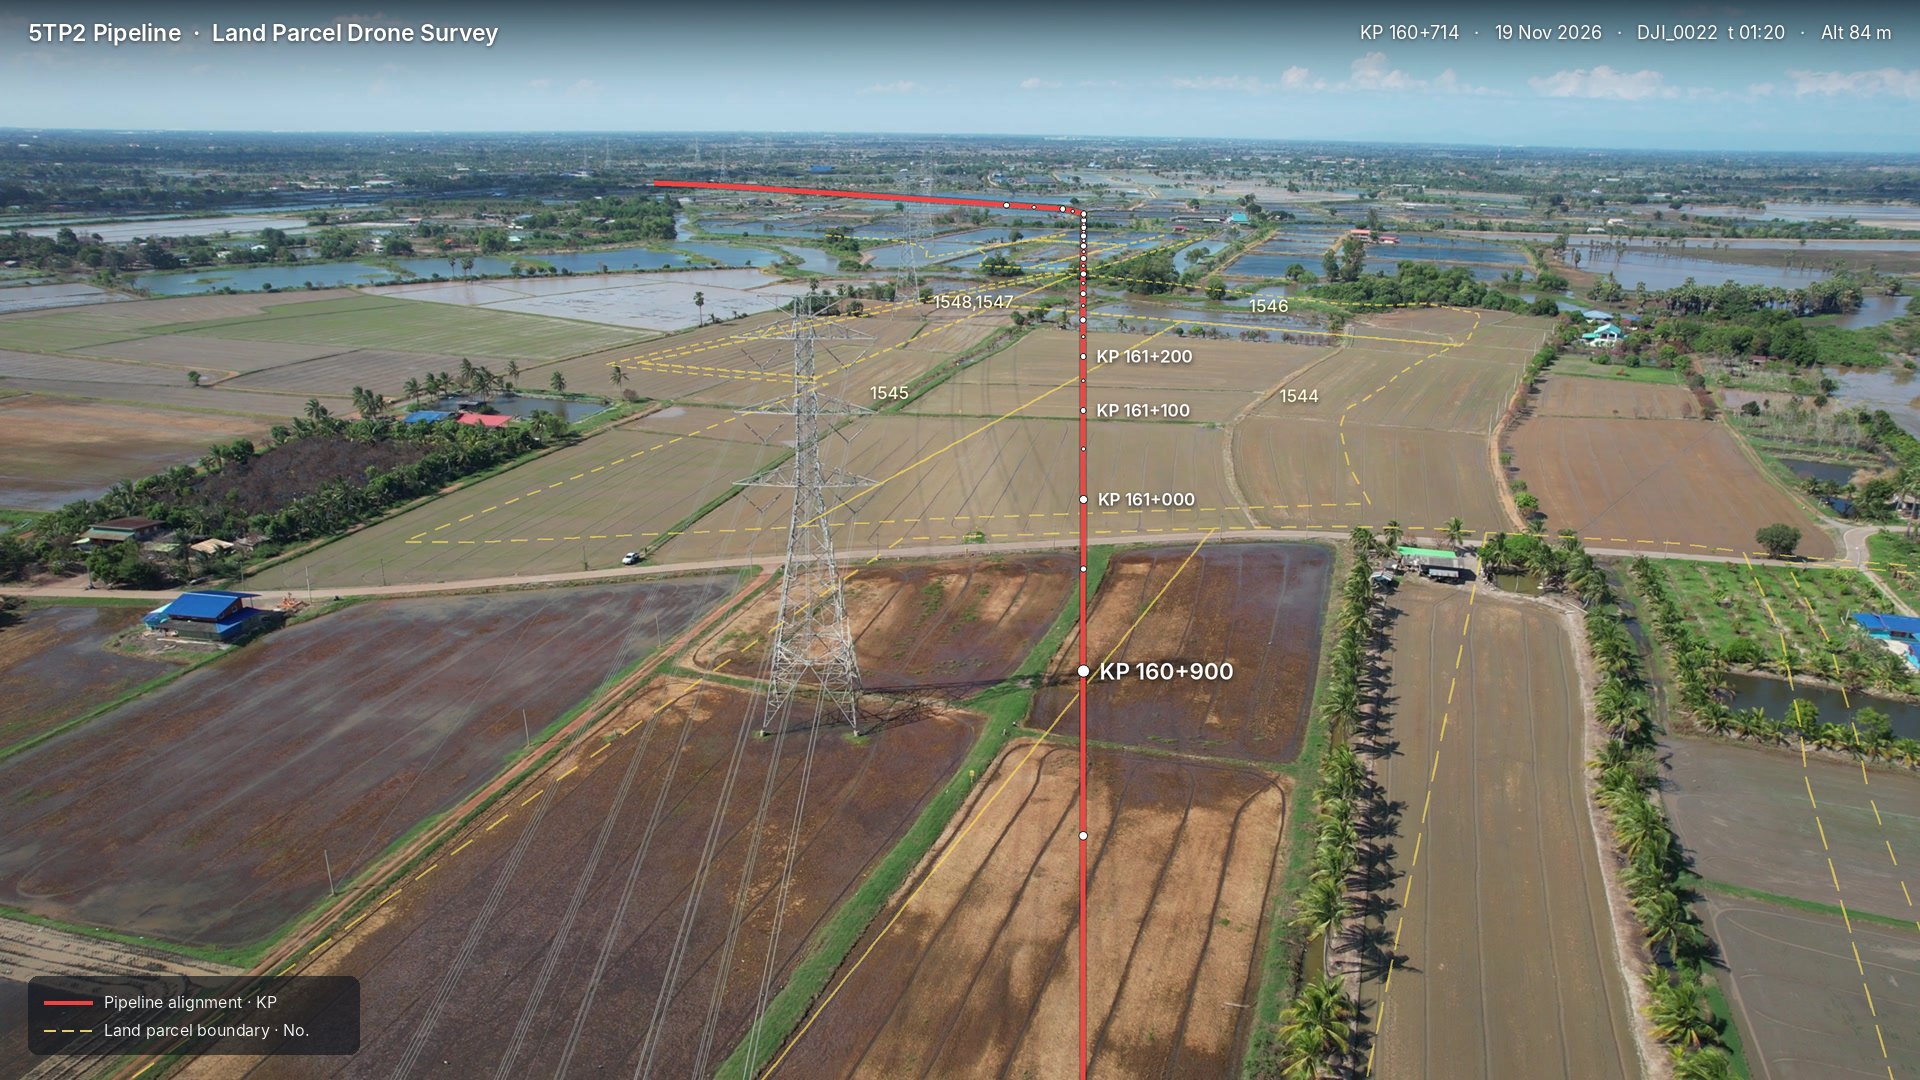 5TP2 Pipeline · Land Parcel Drone Survey
KP 160+714 · 19 Nov 2026 · DJI_0022 t 01:20 · Alt 84 m
1548,1547
1546
KP 161+200
1545
1544
KP 161+100
KP 161+000
KP 160+900
Pipeline alignment · KP
Land parcel boundary · No.